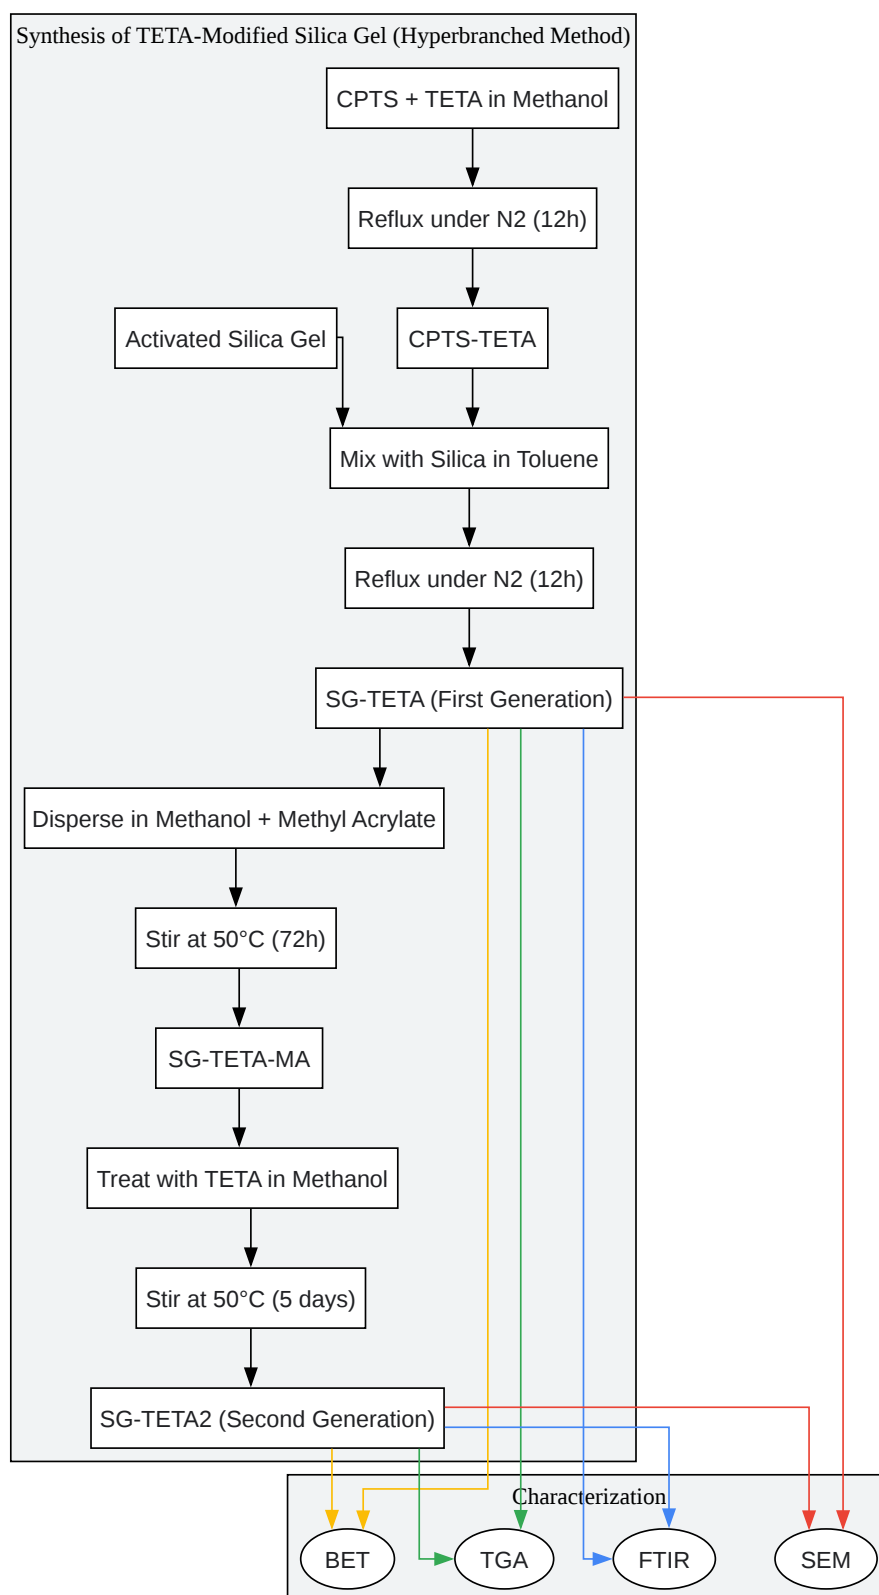 Synthesis of TETA-Modified Silica Gel (Hyperbranched Method)
CPTS + TETA in Methanol
Reflux under N2 (12h)
Activated Silica Gel
CPTS-TETA
Mix with Silica in Toluene
Reflux under N2 (12h)
SG-TETA (First Generation)
Disperse in Methanol + Methyl Acrylate
Stir at 50°C (72h)
SG-TETA-MA
Treat with TETA in Methanol
Stir at 50°C (5 days)
SG-TETA2 (Second Generation)
Characterization
BET
TGA
FTIR
SEM